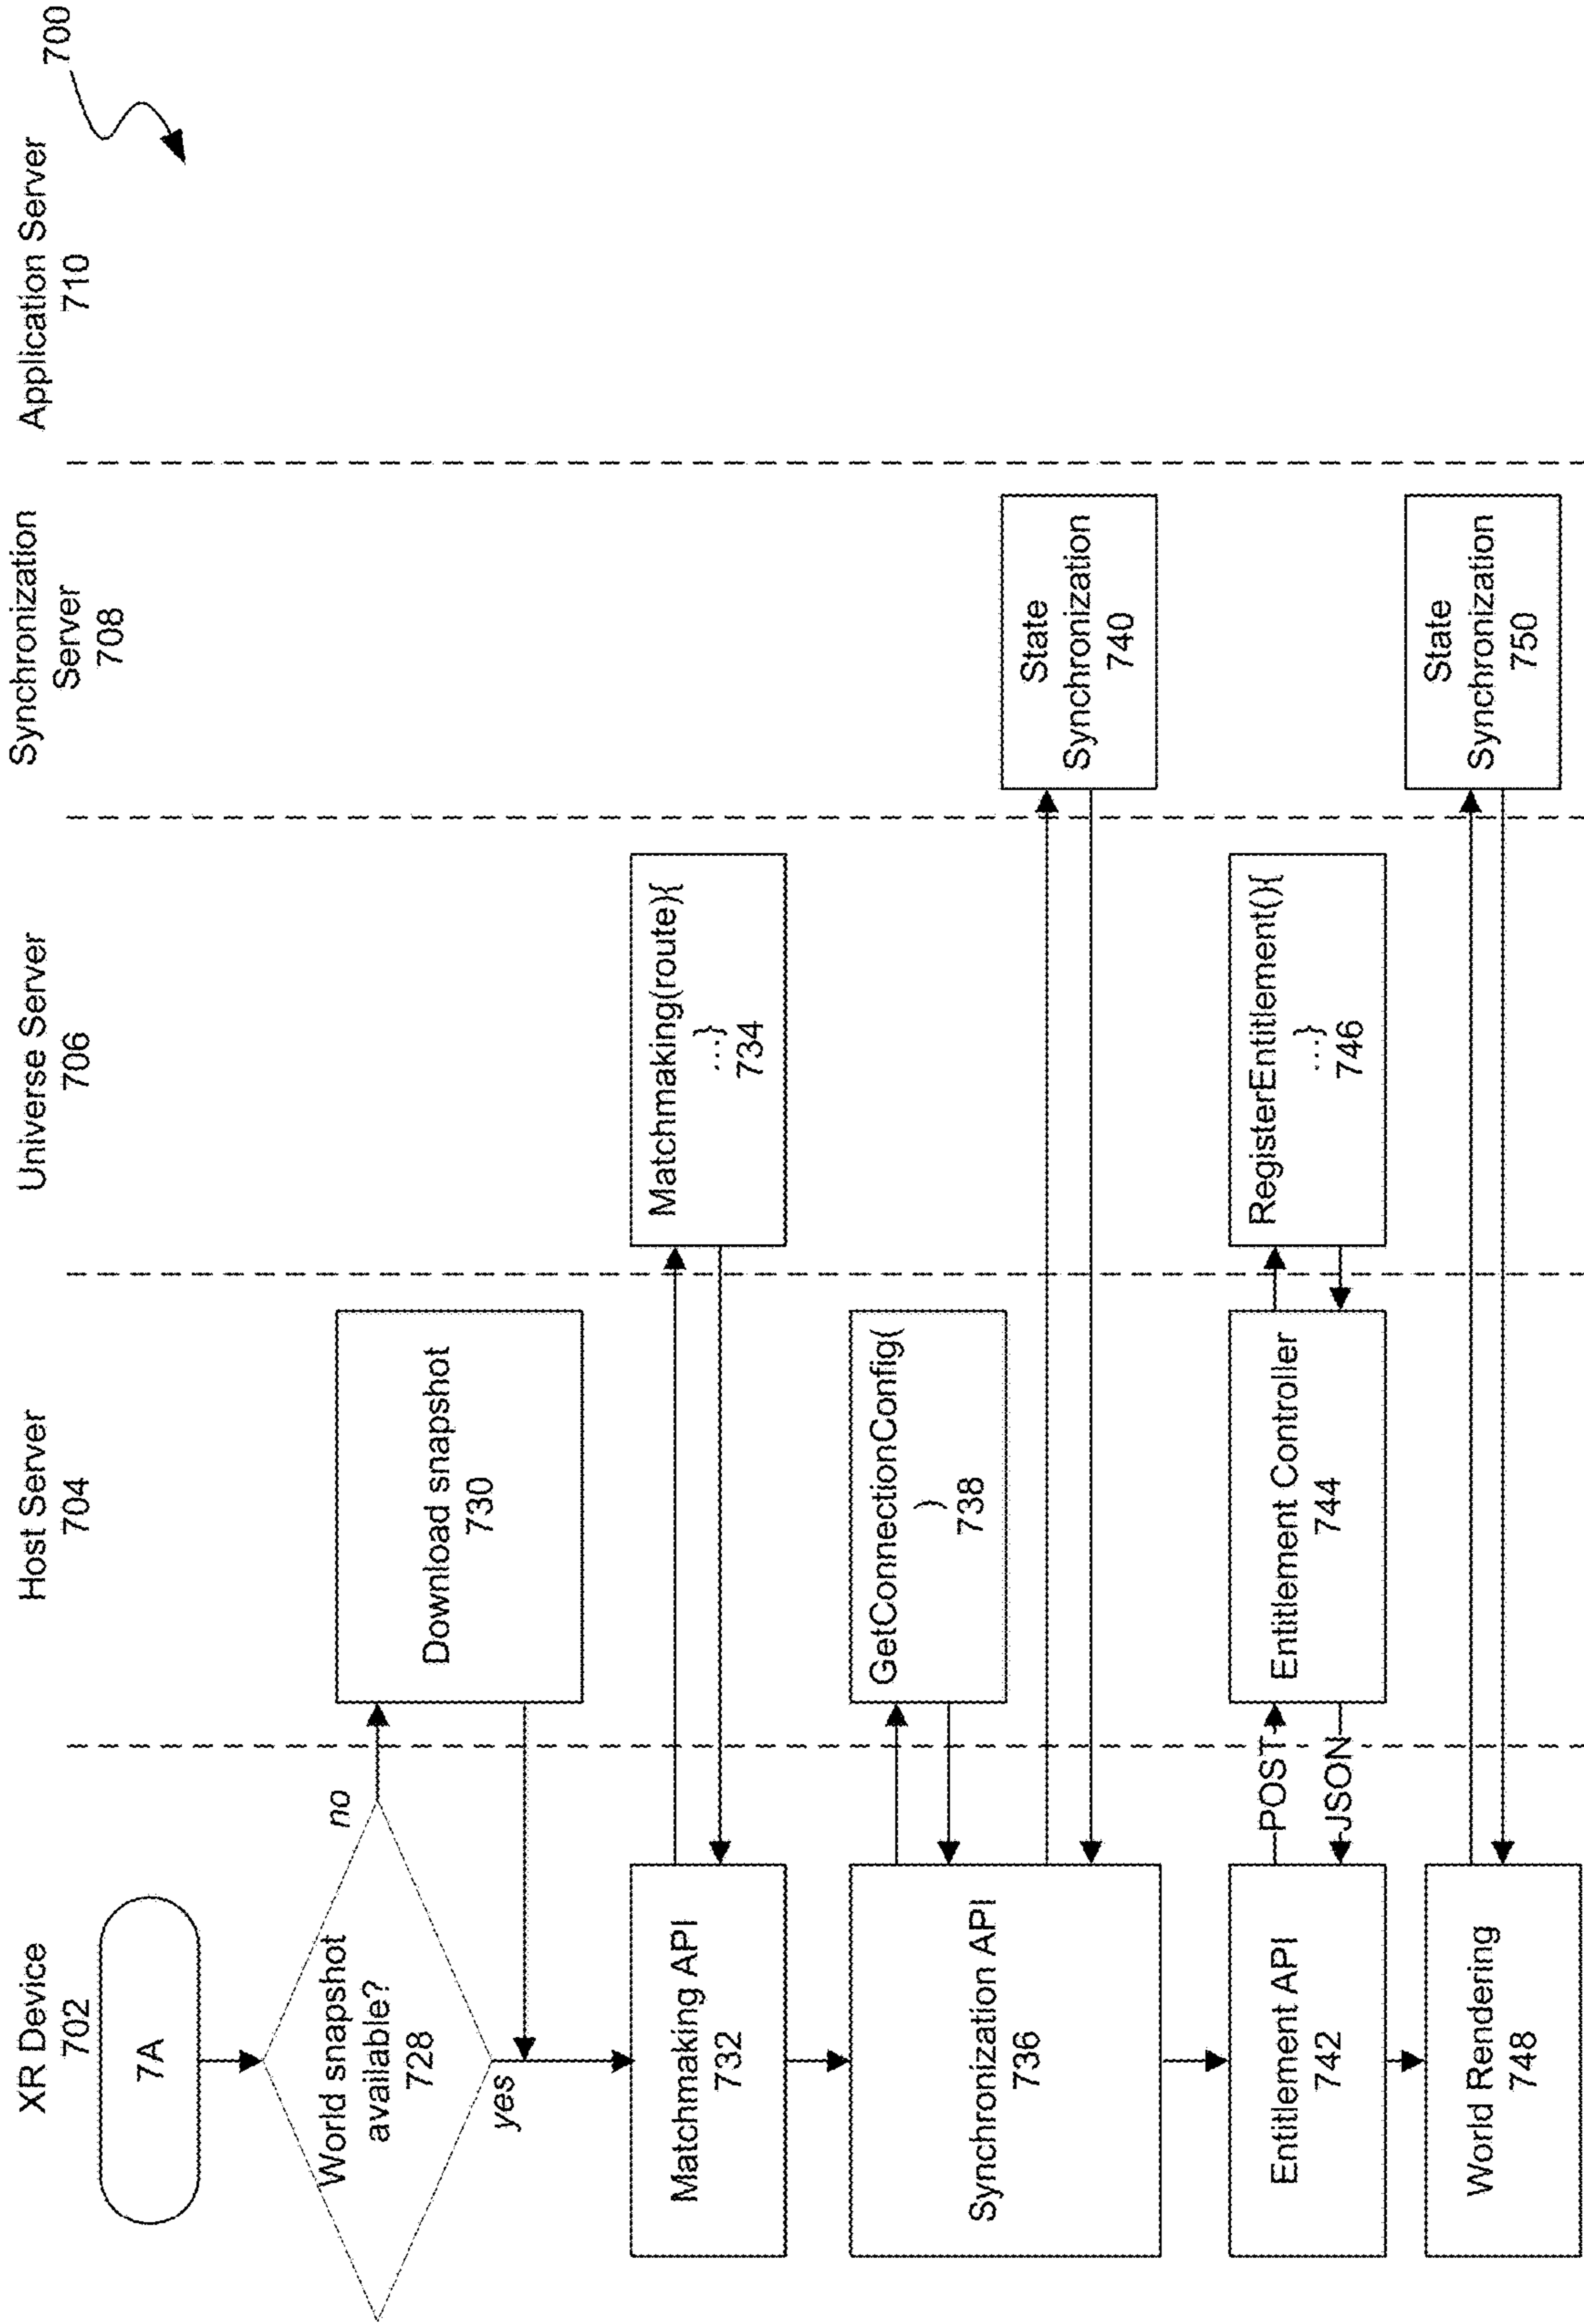 XR Device
702
Host Server
704
Universe Server
706
Synchronization
Server
708
Application Server
710
700
7A
World snapshot
available?
728
no
yes
Download snapshot
730
Matchmaking API
732
Matchmaking(route){
...}
734
Synchronization API
736
GetConnectionConfig(
)
738
State
Synchronization
740
Entitlement API
742
POST
JSON
Entitlement Controller
744
RegisterEntitlement(){
...}
746
World Rendering
748
State
Synchronization
750